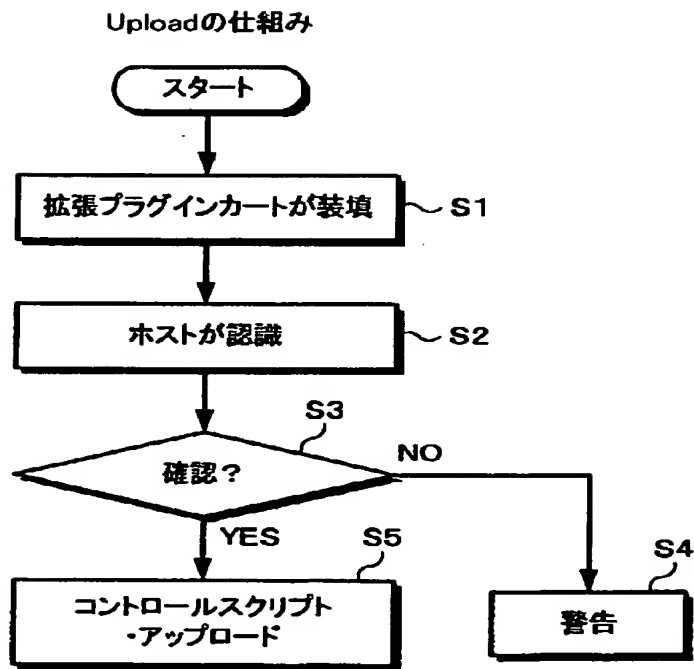 Uploadの仕組み
スタート
拡張プラグインカートが装填
S1
ホストが認識
S2
S3
確認？
NO
YES
S5
S4
コントロールスクリプト
・アップロード
警告